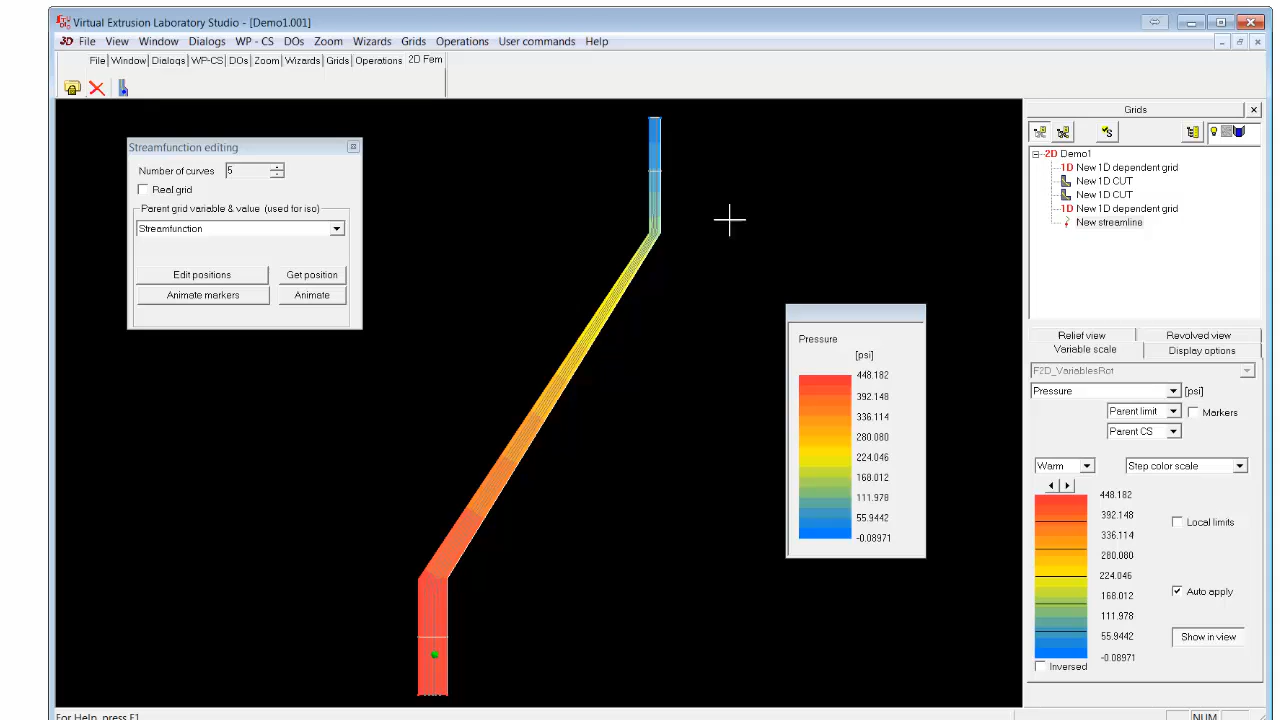 Virtual Extrusion Laboratory Studio - [Demo1.001]
3D File View Window Dialogs WP - CS DOs Zoom Wizards Grids Operations User commands Help
File Window Dialogs WP-CS DOs Zoom Wizards Grids Operations 2D Fem
Streamfunction editing
Number of curves 5
Real grid
Parent grid variable & value (used for iso)
Streamfunction
Edit positions Get position
Animate markers Animate
Pressure
[psi]
448.182
392.148
336.114
280.080
224.046
168.012
111.978
55.9442
-0.08971
Grids
2D Demo1
1D New 1D dependent grid
New 1D CUT
New 1D CUT
1D New 1D dependent grid
New streamline
Relief view Revolved view
Variable scale Display options
F2D_VariablesRot
Pressure [psi]
Parent limit Markers
Parent CS
Warm Step color scale
448.182
392.148
336.114
280.080
224.046
168.012
111.978
55.9442
-0.08971
Local limits
Auto apply
Show in view
Inversed
For Help, press F1
NUM